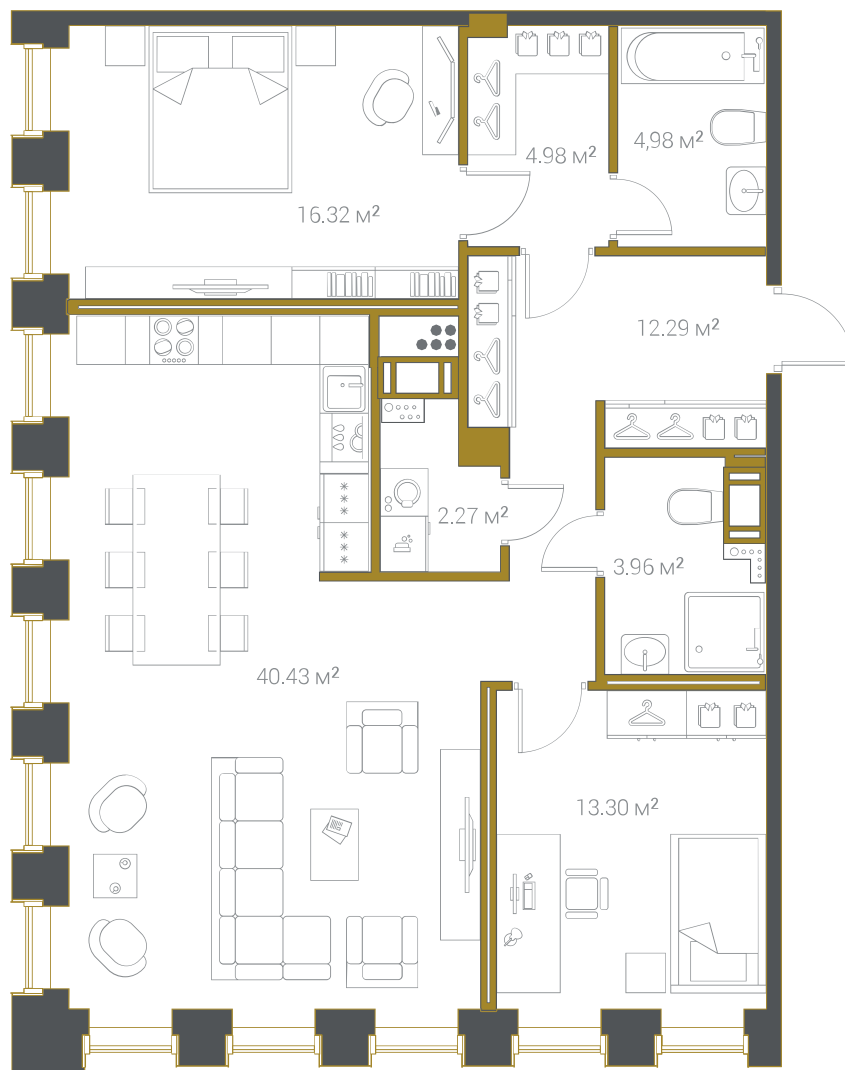 4.98 м²
4,98 м²
16.32 м²
12.29 м²
2.27 м²
3.96 м²
40.43 м²
13.30 м²